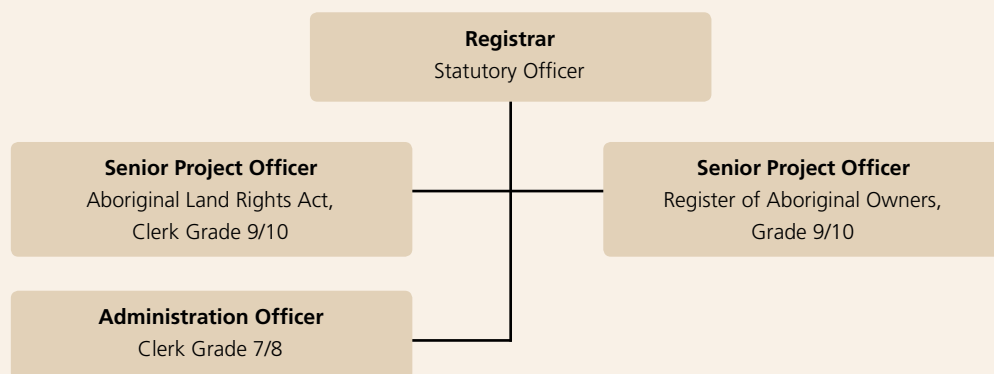 Registrar
Statutory Officer
Senior Project Officer
Aboriginal Land Rights Act,
Clerk Grade 9/10
Senior Project Officer
Register of Aboriginal Owners,
Grade 9/10
Administration Officer
Clerk Grade 7/8